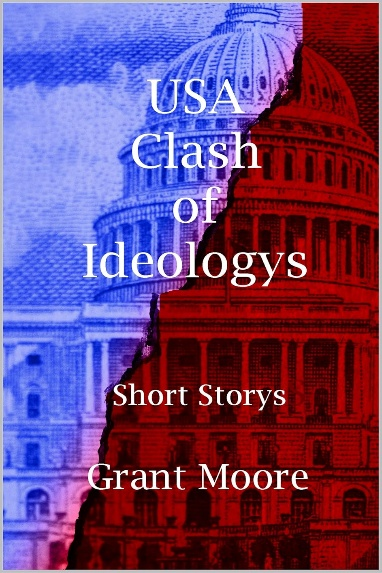 USA
Clash
of
Ideologys
Short Storys
Grant Moore